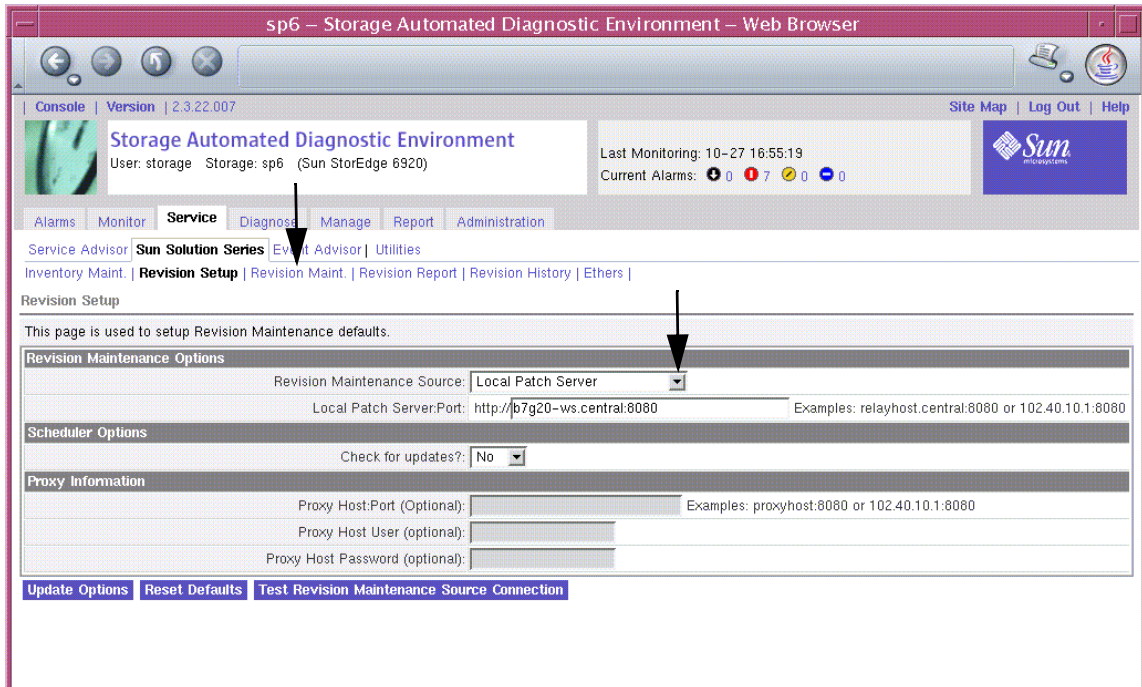 sp6 – Storage Automated Diagnostic Environment – Web Browser
| Console | Version | 2.3.22.007 Site Map | Log Out | Help
Storage Automated Diagnostic Environment
User: storage Storage: sp6 (Sun StorEdge 6920)
Last Monitoring: 10-27 16:55:19
Current Alarms: 0 7 0 0
Sun
microsystems
Alarms Monitor Service Diagnose Manage Report Administration
Service Advisor Sun Solution Series Event Advisor | Utilities
Inventory Maint. | Revision Setup | Revision Maint. | Revision Report | Revision History | Ethers |
Revision Setup
This page is used to setup Revision Maintenance defaults.
Revision Maintenance Options
Revision Maintenance Source: Local Patch Server
Local Patch Server:Port: http://b7g20-ws.central:8080 Examples: relayhost.central:8080 or 102.40.10.1:8080
Scheduler Options
Check for updates?: No
Proxy Information
Proxy Host:Port (Optional): Examples: proxyhost:8080 or 102.40.10.1:8080
Proxy Host User (optional):
Proxy Host Password (optional):
Update Options Reset Defaults Test Revision Maintenance Source Connection